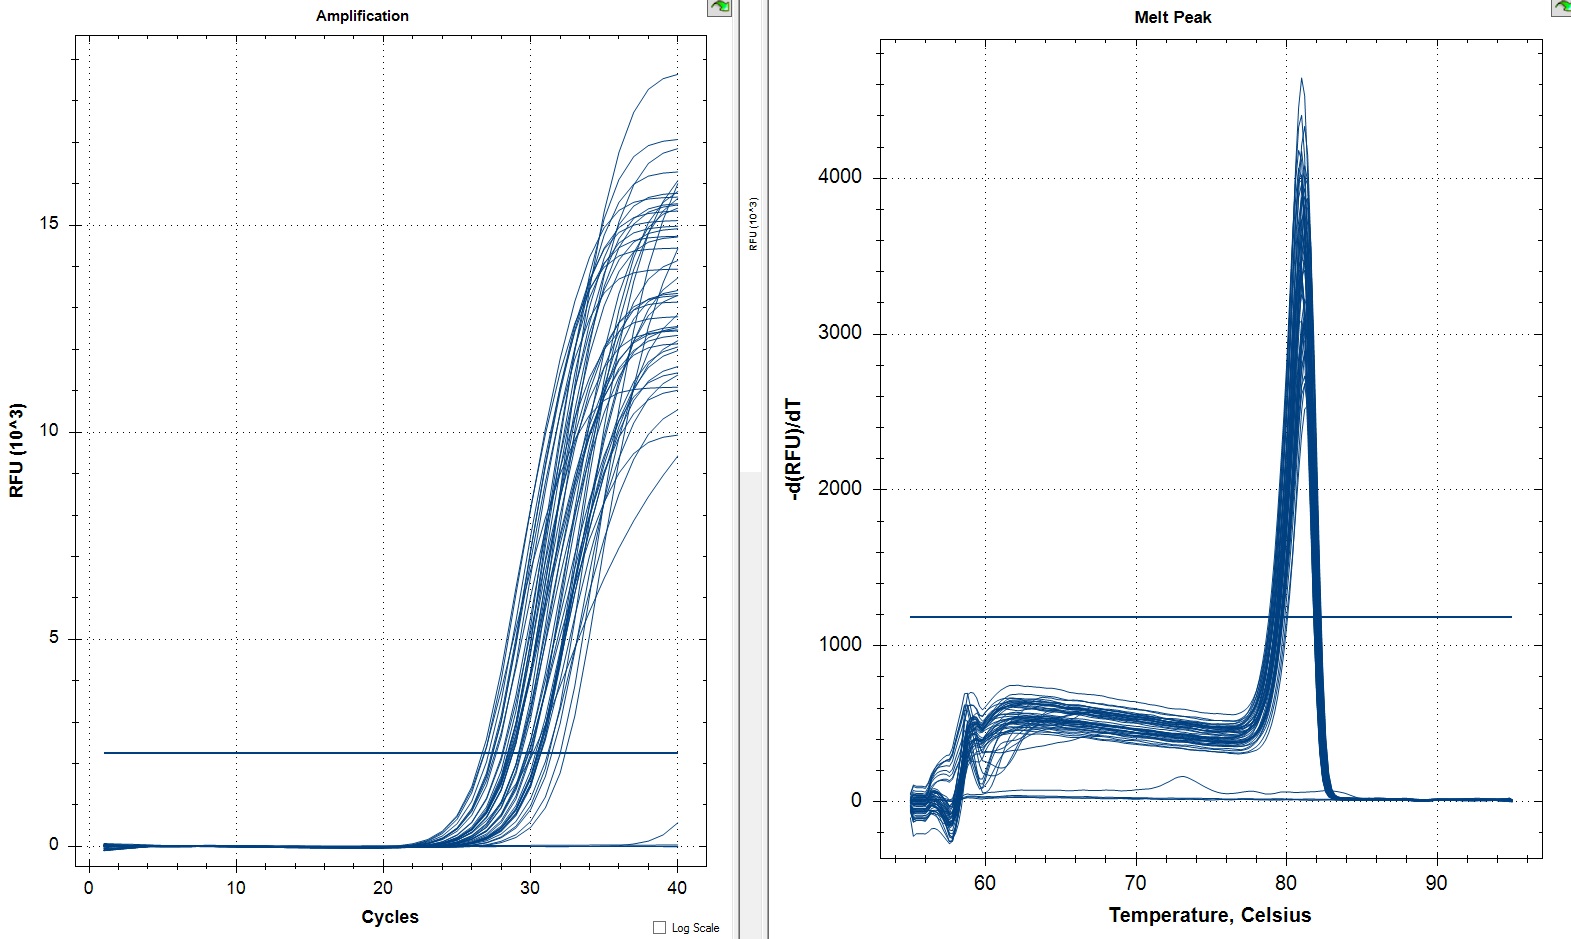 Amplification
15
10
5
0
RFU (10^3)
0 10 20 30 40
Cycles
Log Scale
RFU (10^3)
Melt Peak
4000
3000
2000
1000
0
-d(RFU)/dT
60 70 80 90
Temperature, Celsius